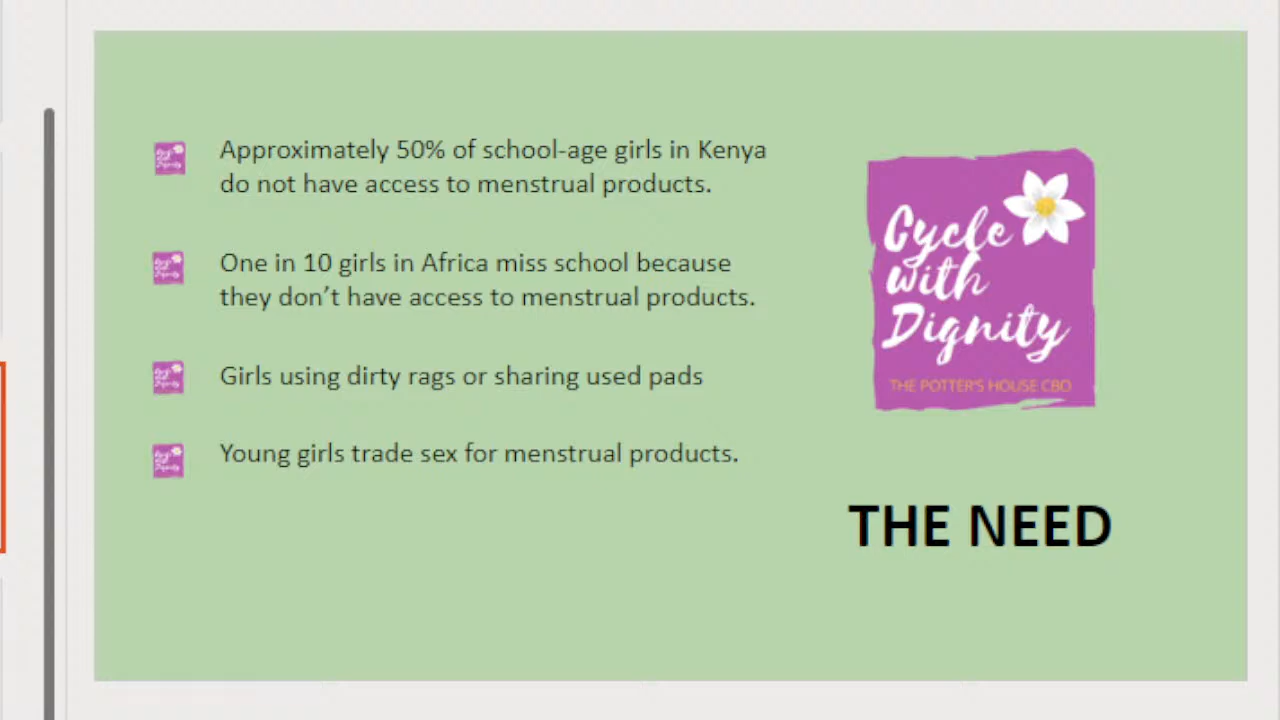 Approximately 50% of school-age girls in Kenya
do not have access to menstrual products.
One in 10 girls in Africa miss school because
they don’t have access to menstrual products.
Girls using dirty rags or sharing used pads
Young girls trade sex for menstrual products.
Cycle
with
Dignity
THE POTTER'S HOUSE CBO
THE NEED